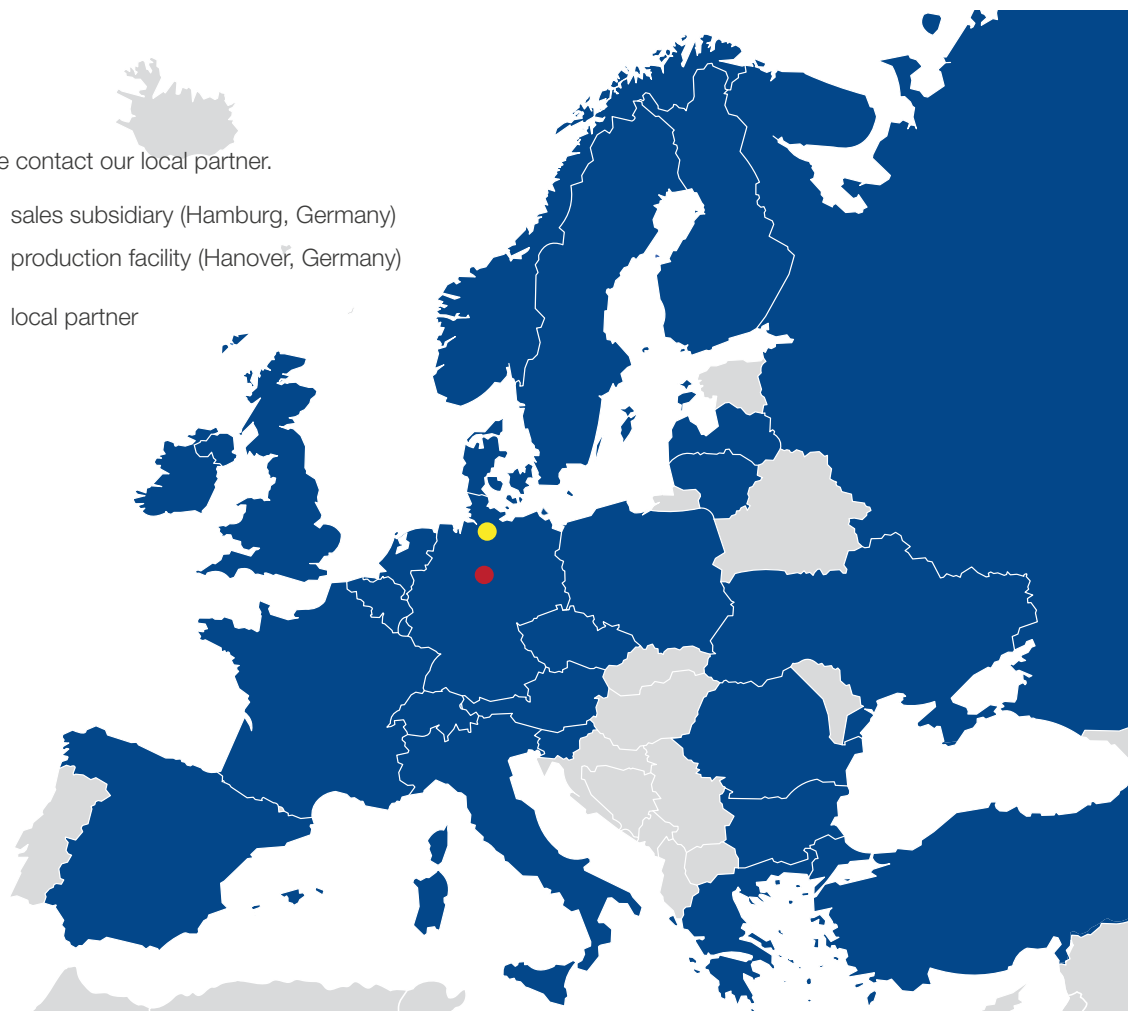 e contact our local partner.
sales subsidiary (Hamburg, Germany)
production facility (Hanover, Germany)
local partner